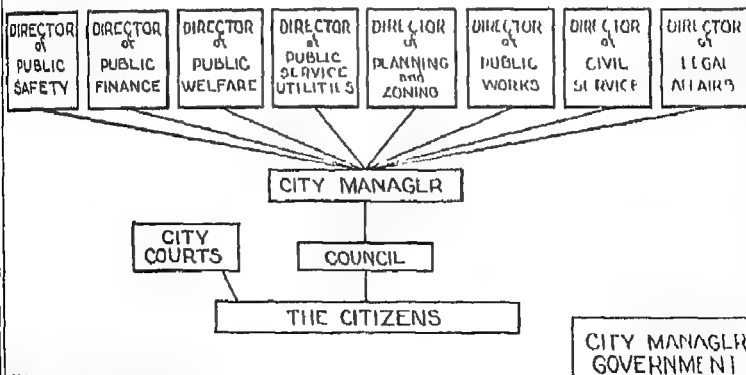 DIRECTOR
of
PUBLIC
SAFETY
DIRECTOR
of
PUBLIC
FINANCE
DIRECTOR
of
PUBLIC
WELFARE
DIRECTOR
of
PUBLIC
SERVICE
UTILITIES
DIRECTOR
of
PLANNING
and
ZONING
DIRECTOR
of
PUBLIC
WORKS
DIRECTOR
of
CIVIL
SERVICE
DIRECTOR
of
LEGAL
AFFAIRS
CITY MANAGER
CITY
COURTS
COUNCIL
THE CITIZENS
CITY MANAGER
GOVERNMENT